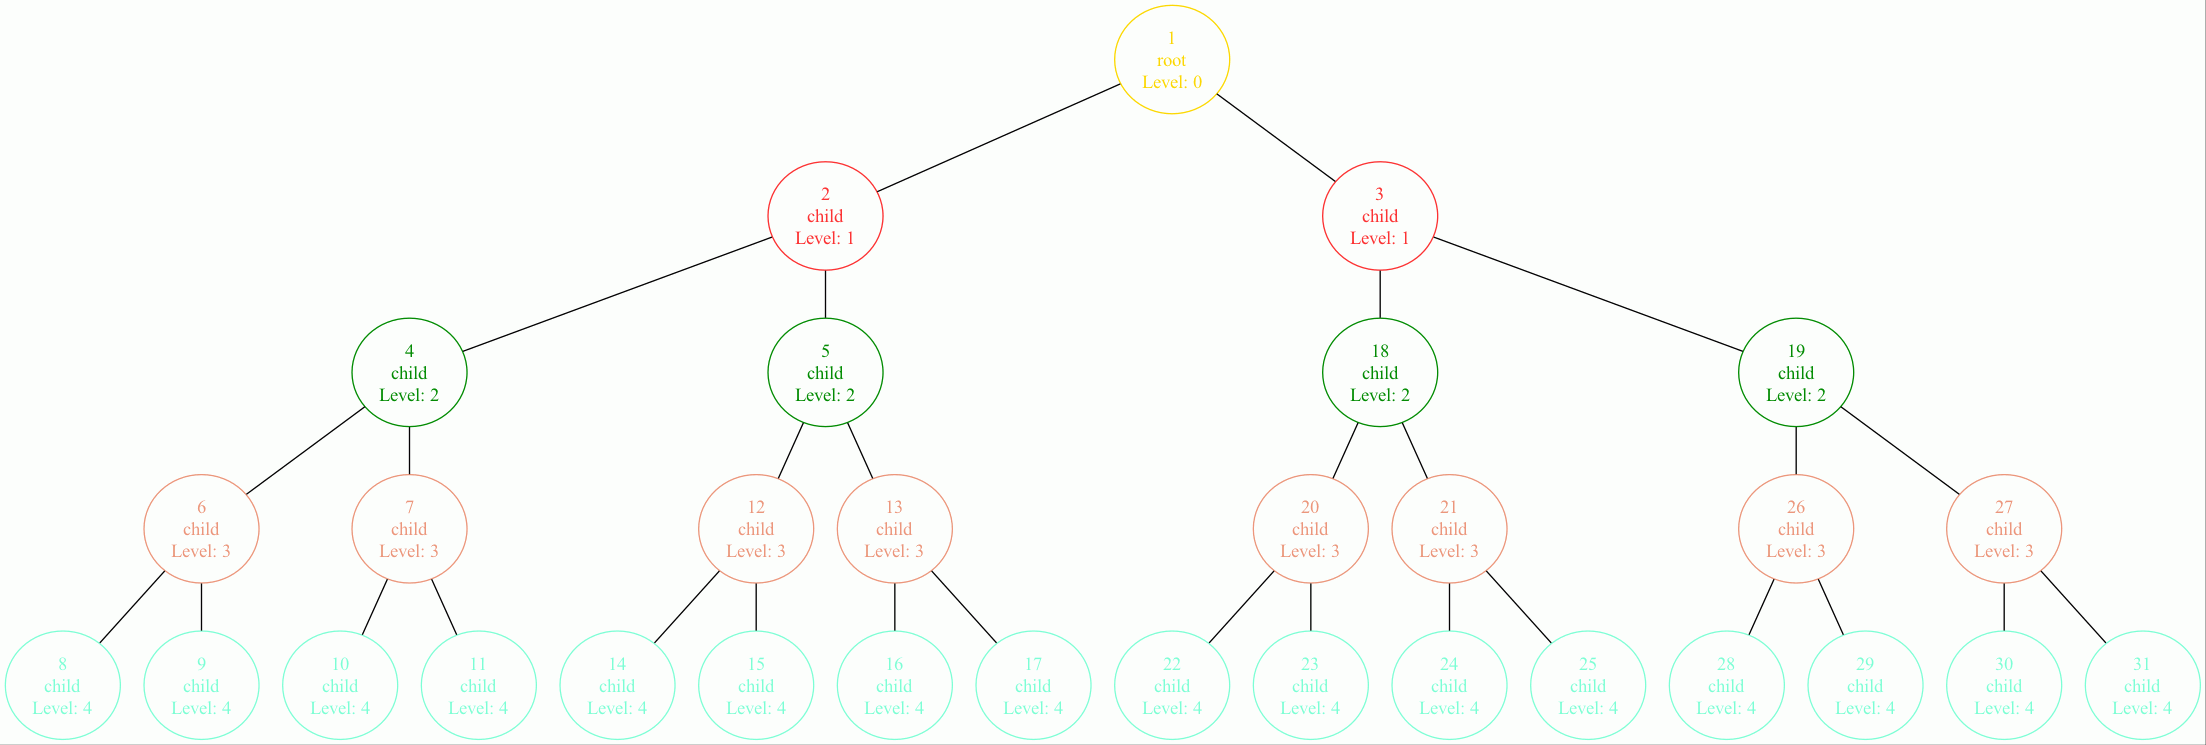 1
root
Level: 0
2
child
Level: 1
3
child
Level: 1
4
child
Level: 2
5
child
Level: 2
18
child
Level: 2
19
child
Level: 2
6
child
Level: 3
7
child
Level: 3
12
child
Level: 3
13
child
Level: 3
20
child
Level: 3
21
child
Level: 3
26
child
Level: 3
27
child
Level: 3
8
child
Level: 4
9
child
Level: 4
10
child
Level: 4
11
child
Level: 4
14
child
Level: 4
15
child
Level: 4
16
child
Level: 4
17
child
Level: 4
22
child
Level: 4
23
child
Level: 4
24
child
Level: 4
25
child
Level: 4
28
child
Level: 4
29
child
Level: 4
30
child
Level: 4
31
child
Level: 4